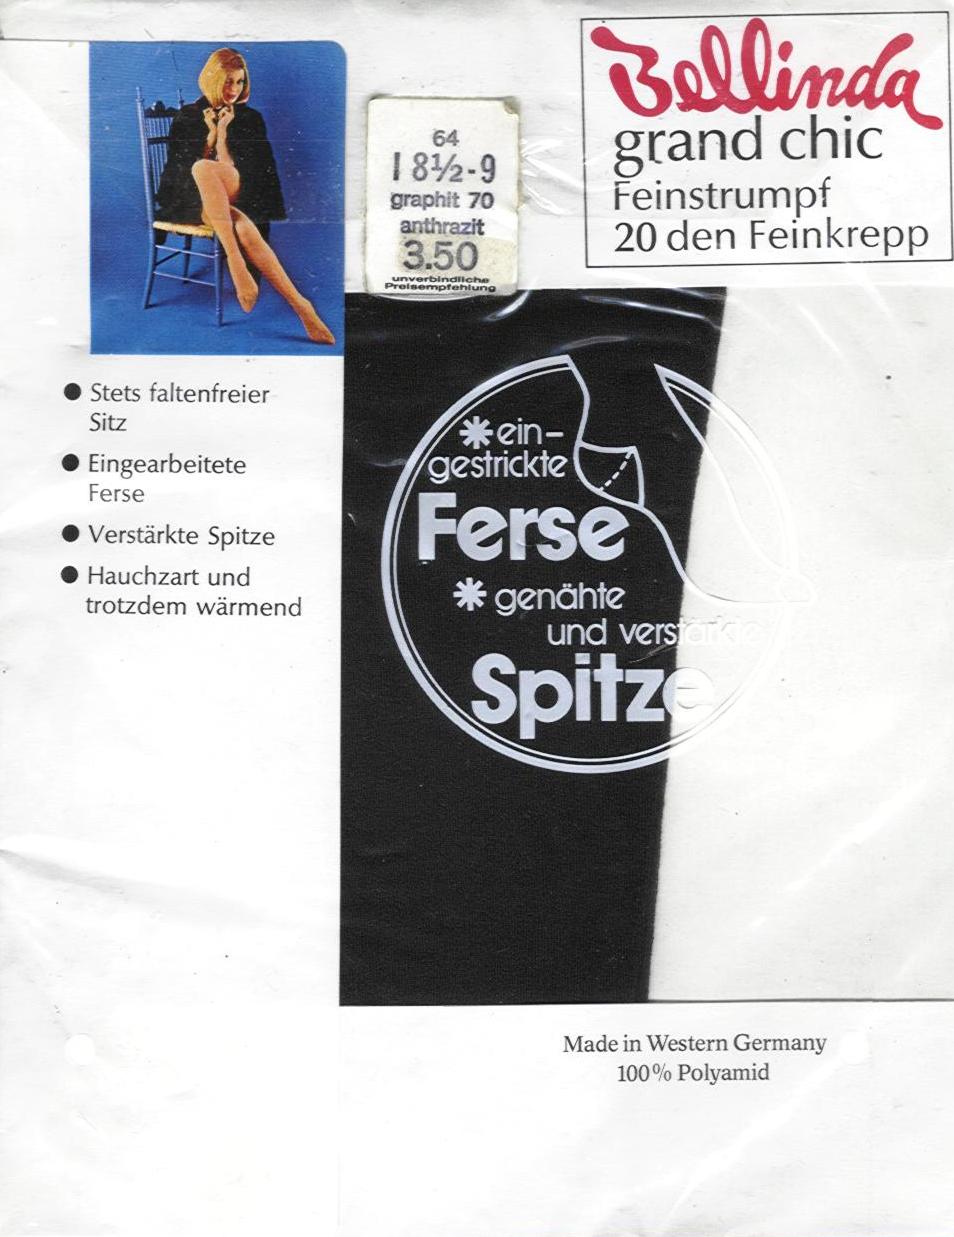 Bellinda
grand chic
Feinstrumpf
20 den Feinkrepp
64
I 8½-9
graphit 70
anthrazit
3.50
unverbindliche
Preisempfehlung
● Stets faltenfreier
Sitz
● Eingearbeitete
Ferse
● Verstärkte Spitze
● Hauchzart und
trotzdem wärmend
* ein-
gestrickte
Ferse
* genähte
und verstärkte
Spitze
Made in Western Germany
100% Polyamid